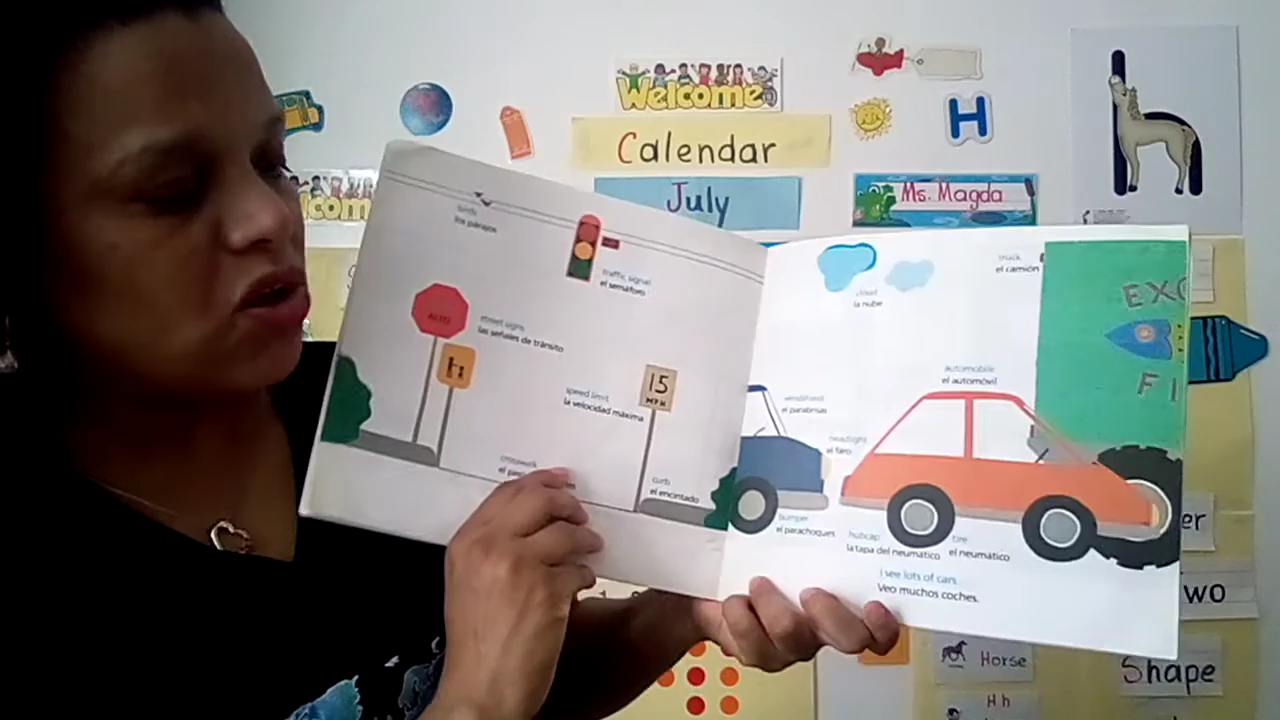 Welcome
Calendar
July
Ms. Magda
H
h
birds
los pájaros
traffic signal
el semáforo
ALTO
street signs
las señales de tránsito
speed limit
la velocidad máxima
15
MPH
crosswalk
curb
el encintado
cloud
la nube
truck
el camión
automobile
el automóvil
windshield
el parabrisas
headlight
el faro
bumper
el parachoques
hubcap
la tapa del neumático
tire
el neumático
I see lots of cars.
Veo muchos coches.
Horse
H h
Shape